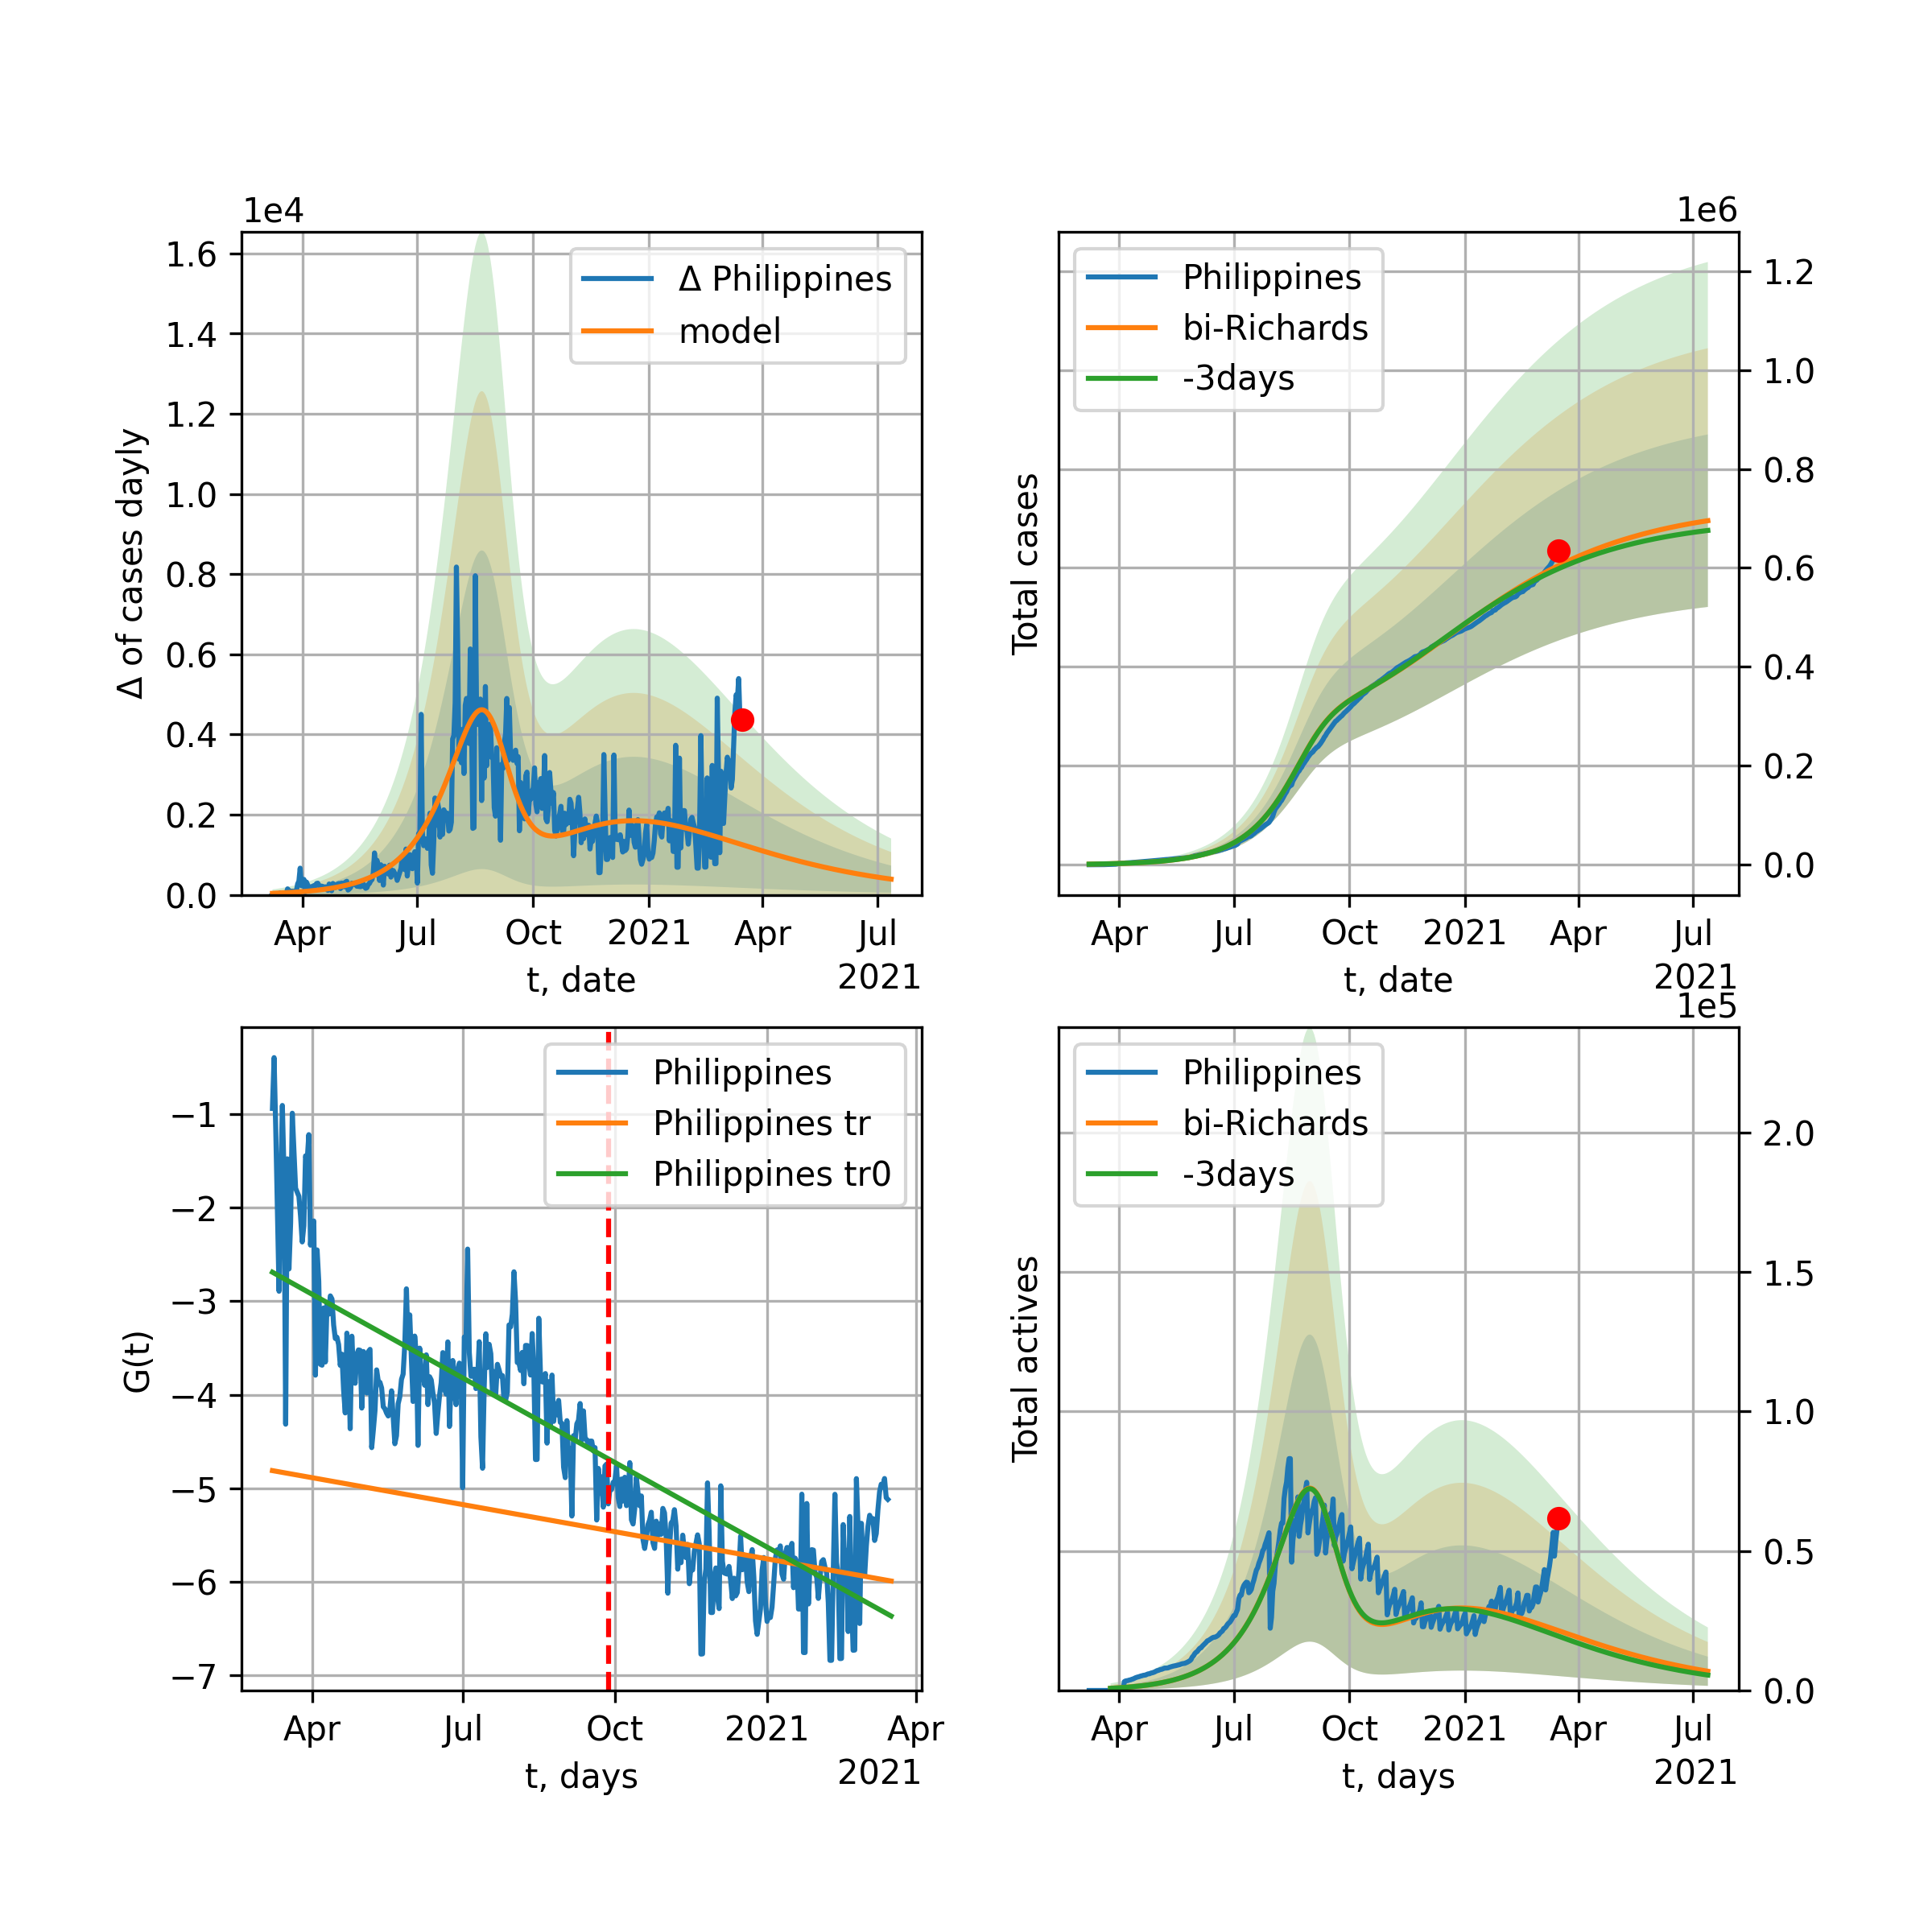 1e4
1.6
1.4
1.2
1.0
0.8
0.6
0.4
0.2
0.0
Δ of cases dayly
Δ Philippines
model
Apr
Jul
Oct
2021
Apr
Jul
t, date
2021
1e6
Philippines
bi-Richards
-3days
Total cases
1.2
1.0
0.8
0.6
0.4
0.2
0.0
Apr
Jul
Oct
2021
Apr
Jul
t, date
2021
−1
−2
−3
−4
−5
−6
−7
G(t)
Philippines
Philippines tr
Philippines tr0
Apr
Jul
Oct
2021
Apr
t, days
2021
1e5
Philippines
bi-Richards
-3days
Total actives
2.0
1.5
1.0
0.5
0.0
Apr
Jul
Oct
2021
Apr
Jul
t, days
2021